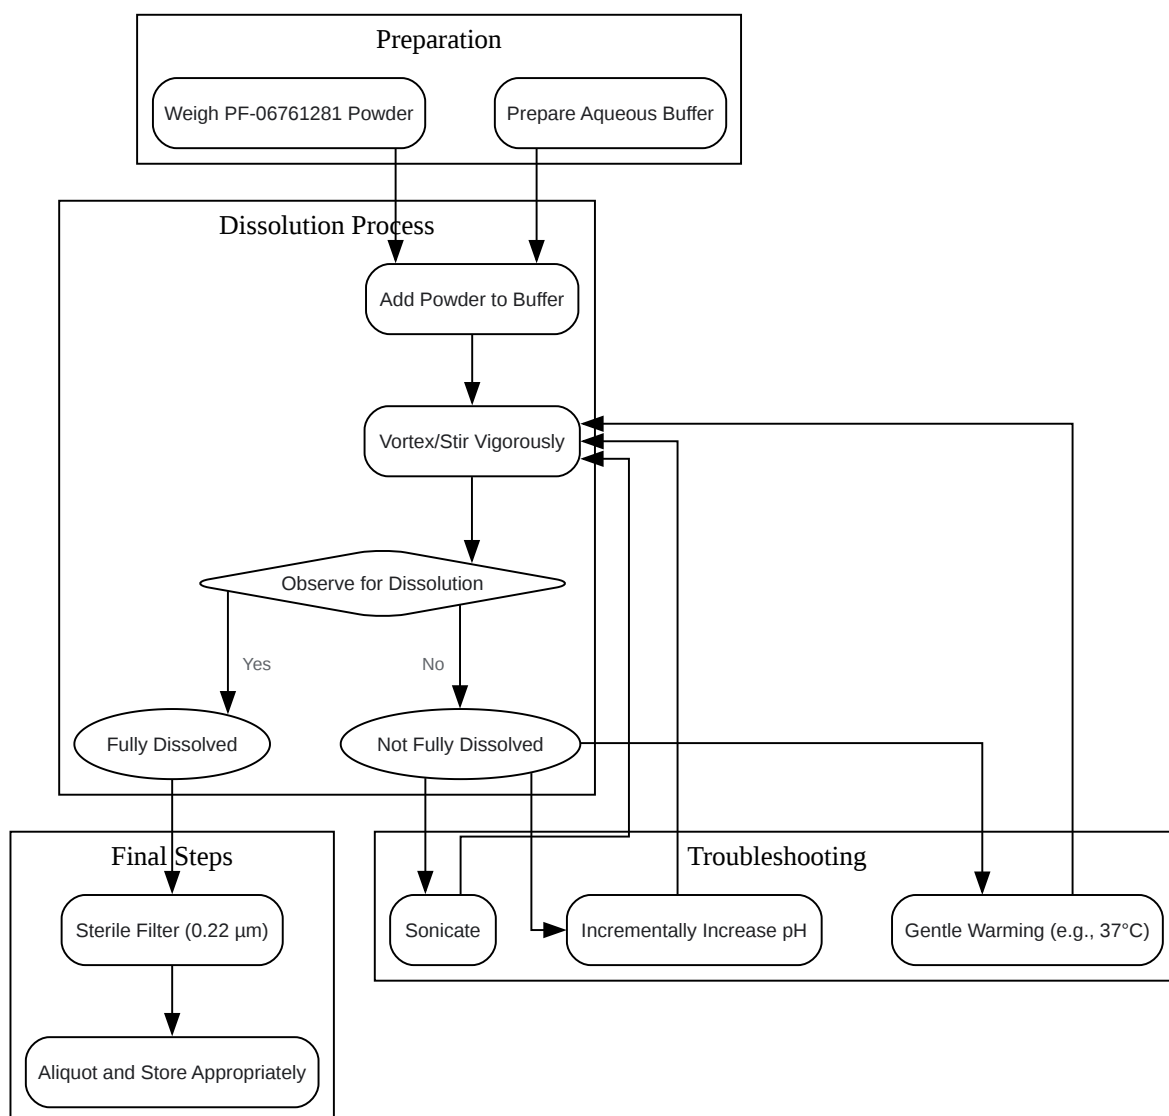 Preparation
Weigh PF-06761281 Powder
Prepare Aqueous Buffer
Dissolution Process
Add Powder to Buffer
Vortex/Stir Vigorously
Observe for Dissolution
Yes
No
Fully Dissolved
Not Fully Dissolved
Final Steps
Troubleshooting
Sterile Filter (0.22 µm)
Sonicate
Incrementally Increase pH
Gentle Warming (e.g., 37°C)
Aliquot and Store Appropriately